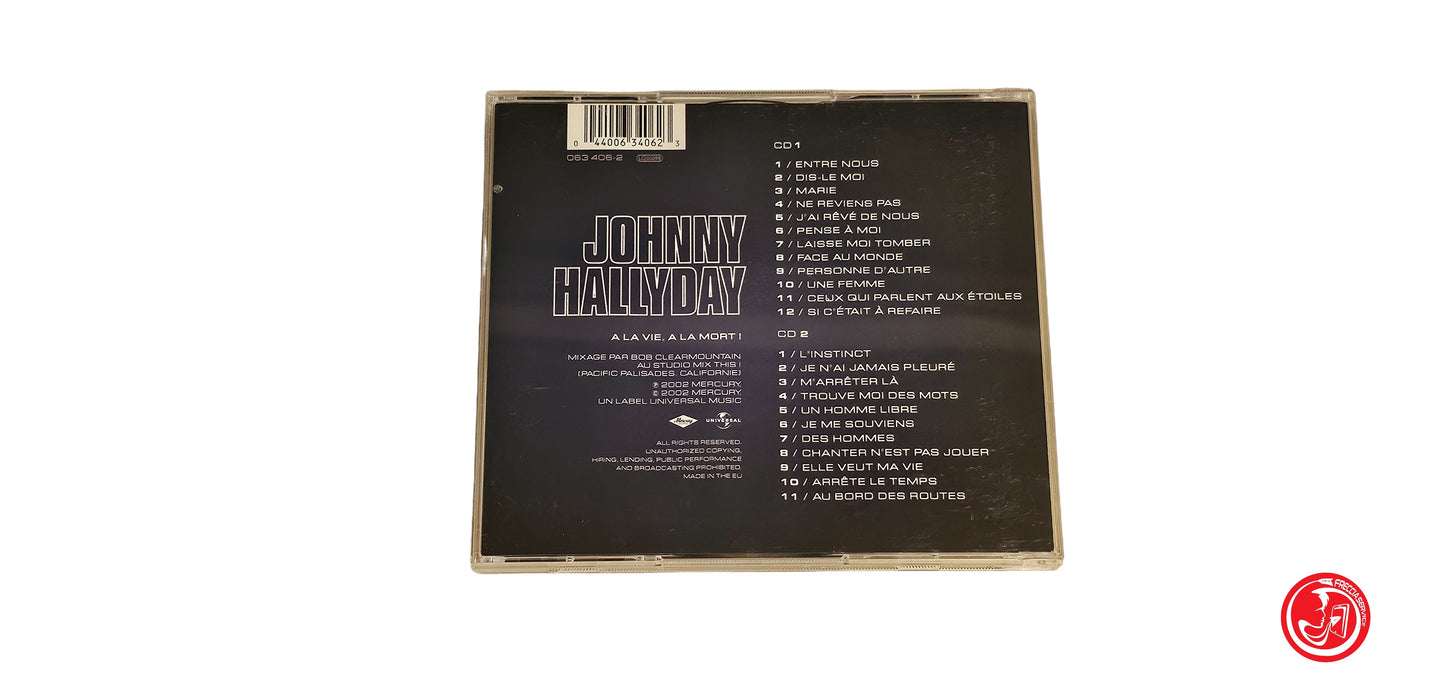 0 44006 34062 3
063 406-2
JOHNNY
HALLYDAY
A LA VIE, A LA MORT !
MIXAGE PAR BOB CLEARMOUNTAIN
AU STUDIO MIX THIS !
(PACIFIC PALISADES, CALIFORNIE)
℗ 2002 MERCURY,
© 2002 MERCURY,
UN LABEL UNIVERSAL MUSIC
Mercury
UNIVERSAL
ALL RIGHTS RESERVED.
UNAUTHORIZED COPYING,
HIRING, LENDING, PUBLIC PERFORMANCE
AND BROADCASTING PROHIBITED.
MADE IN THE EU
CD 1
1 / ENTRE NOUS
2 / DIS-LE MOI
3 / MARIE
4 / NE REVIENS PAS
5 / J'AI RÊVÉ DE NOUS
6 / PENSE À MOI
7 / LAISSE MOI TOMBER
8 / FACE AU MONDE
9 / PERSONNE D'AUTRE
10 / UNE FEMME
11 / CEUX QUI PARLENT AUX ÉTOILES
12 / SI C'ÉTAIT À REFAIRE
CD 2
1 / L'INSTINCT
2 / JE N'AI JAMAIS PLEURÉ
3 / M'ARRÊTER LÀ
4 / TROUVE MOI DES MOTS
5 / UN HOMME LIBRE
6 / JE ME SOUVIENS
7 / DES HOMMES
8 / CHANTER N'EST PAS JOUER
9 / ELLE VEUT MA VIE
10 / ARRÊTE LE TEMPS
11 / AU BORD DES ROUTES
FRECCIASERVICE